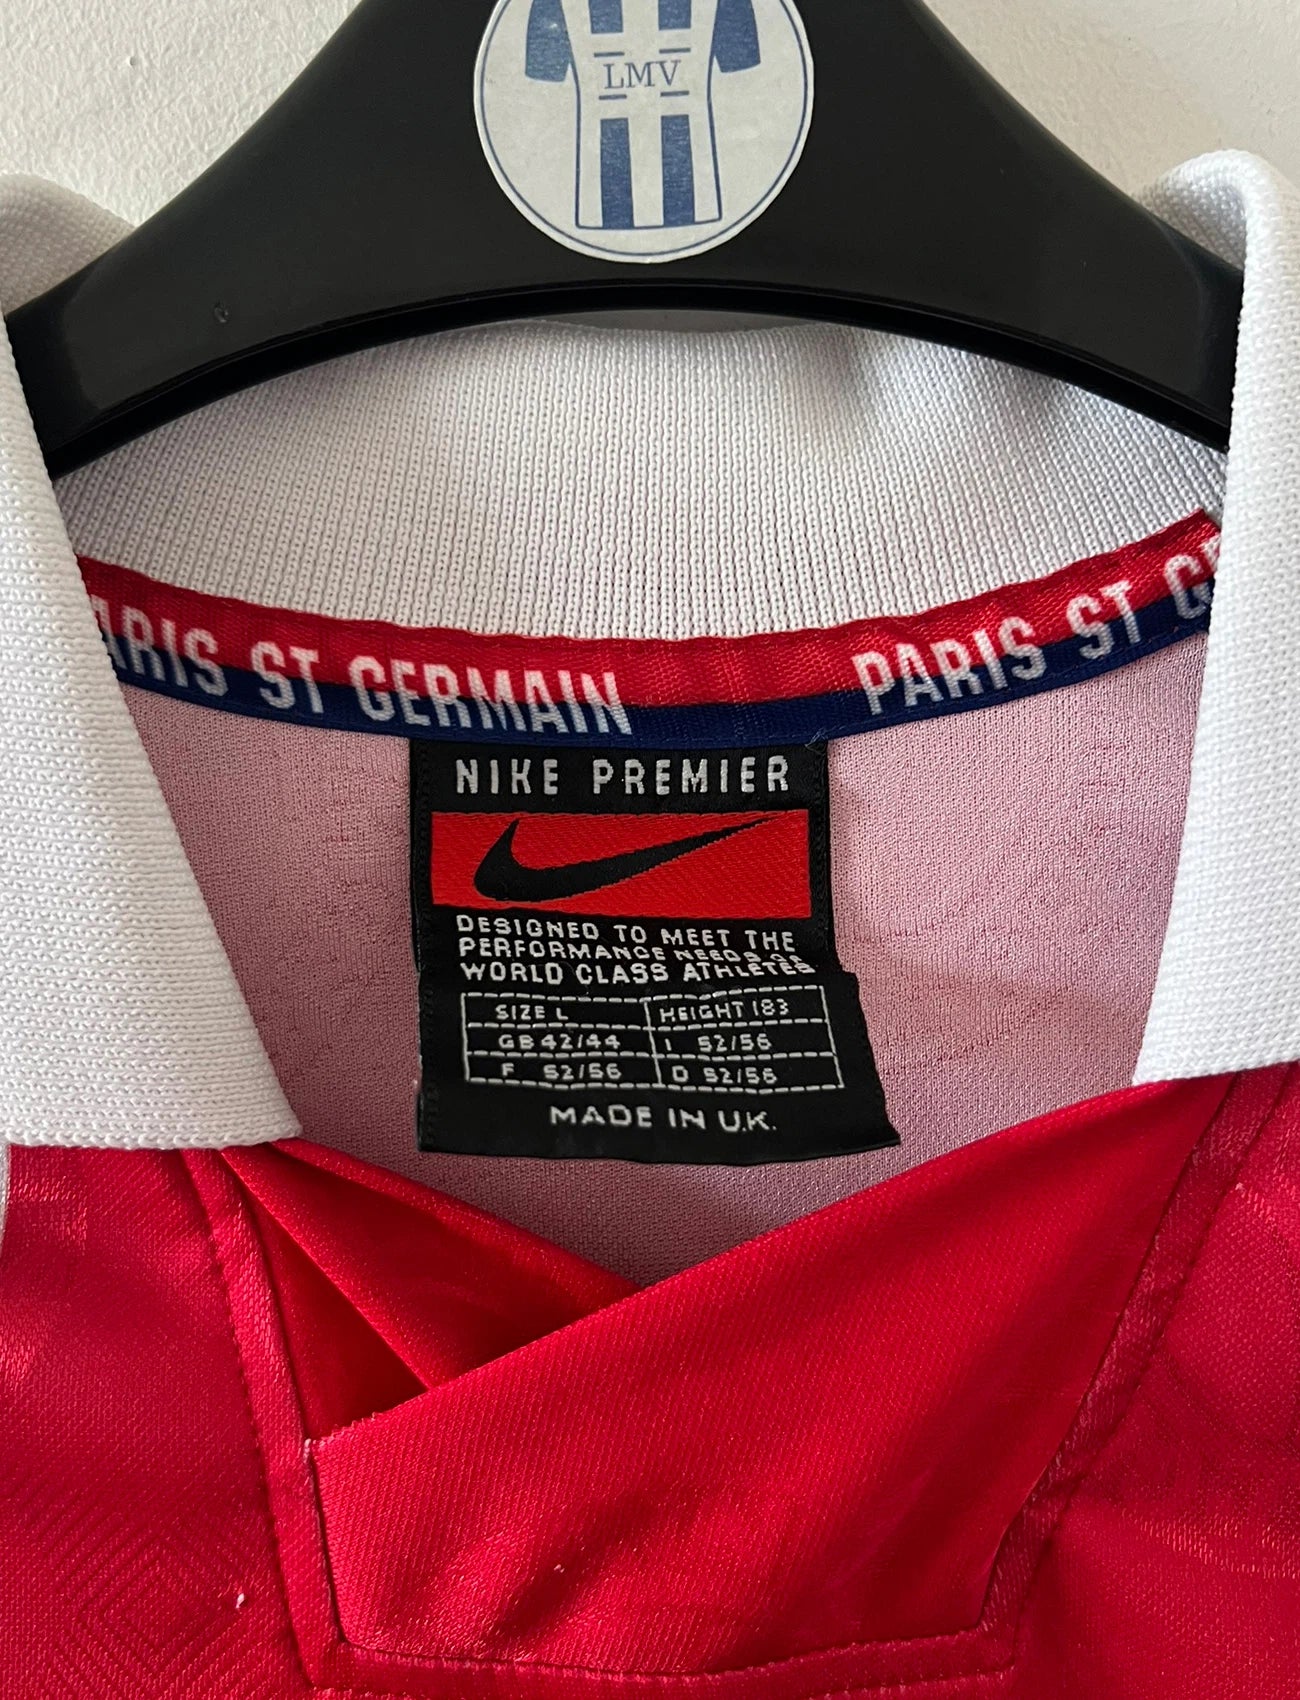 LMV
ARIS ST GERMAIN PARIS ST G
NIKE PREMIER
DESIGNED TO MEET THE
PERFORMANCE NEEDS OF
WORLD CLASS ATHLETES
SIZE L HEIGHT 183
GB 42/44 I 52/56
F 52/56 D 52/56
MADE IN U.K.